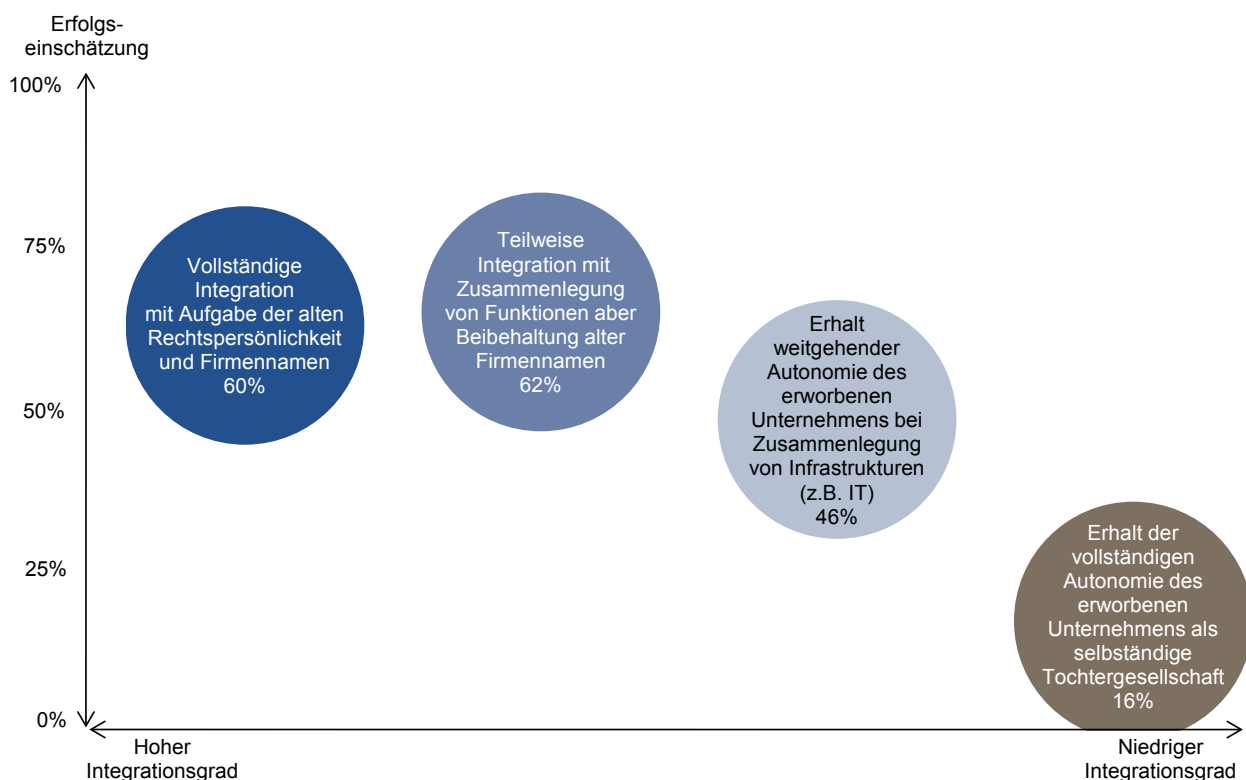 Erfolgs-
einschätzung
100%
75%
50%
25%
0%
Vollständige
Integration
mit Aufgabe der alten
Rechtspersönlichkeit
und Firmennamen
60%
Teilweise
Integration mit
Zusammenlegung
von Funktionen aber
Beibehaltung alter
Firmennamen
62%
Erhalt
weitgehender
Autonomie des
erworbenen
Unternehmens bei
Zusammenlegung
von Infrastrukturen
(z.B. IT)
46%
Erhalt der
vollständigen
Autonomie des
erworbenen
Unternehmens als
selbständige
Tochtergesellschaft
16%
Hoher
Integrationsgrad
Niedriger
Integrationsgrad